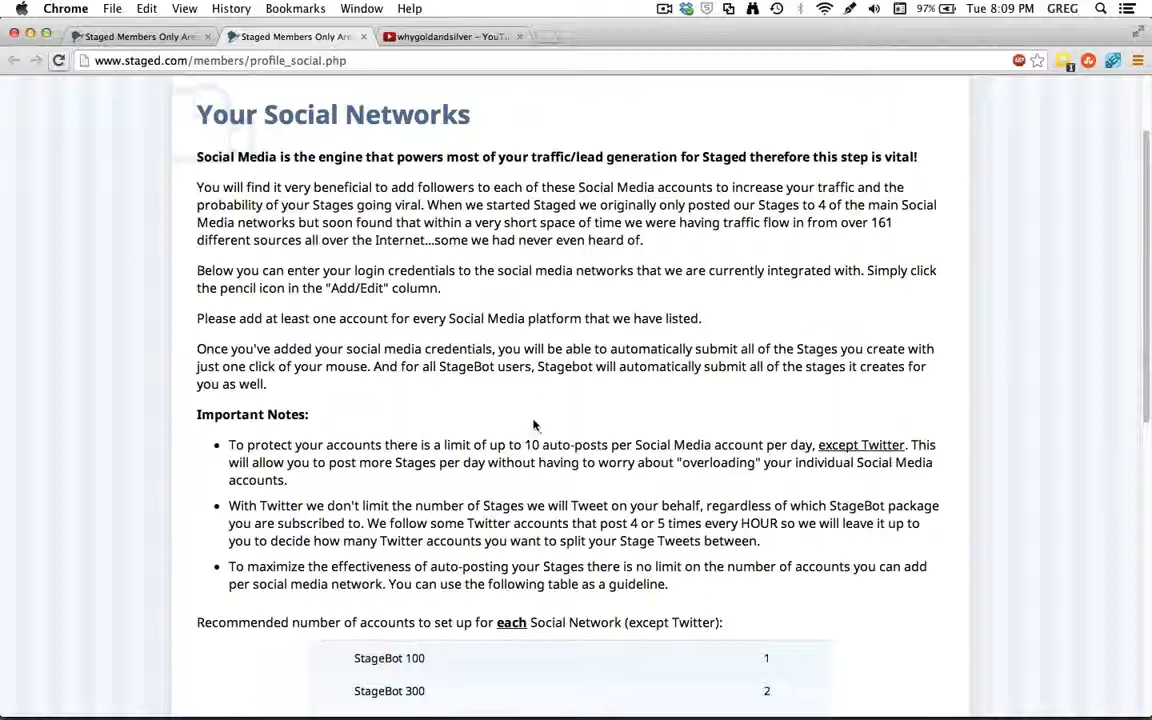 Chrome File Edit View History Bookmarks Window Help 97% Tue 8:09 PM GREG
Staged Members Only Are Staged Members Only Are whygoldandsilver – YouTu
www.staged.com/members/profile_social.php
Your Social Networks
Social Media is the engine that powers most of your traffic/lead generation for Staged therefore this step is vital!
You will find it very beneficial to add followers to each of these Social Media accounts to increase your traffic and the
probability of your Stages going viral. When we started Staged we originally only posted our Stages to 4 of the main Social
Media networks but soon found that within a very short space of time we were having traffic flow in from over 161
different sources all over the Internet...some we had never even heard of.
Below you can enter your login credentials to the social media networks that we are currently integrated with. Simply click
the pencil icon in the "Add/Edit" column.
Please add at least one account for every Social Media platform that we have listed.
Once you've added your social media credentials, you will be able to automatically submit all of the Stages you create with
just one click of your mouse. And for all StageBot users, Stagebot will automatically submit all of the stages it creates for
you as well.
Important Notes:
• To protect your accounts there is a limit of up to 10 auto-posts per Social Media account per day, except Twitter. This
will allow you to post more Stages per day without having to worry about "overloading" your individual Social Media
accounts.
• With Twitter we don't limit the number of Stages we will Tweet on your behalf, regardless of which StageBot package
you are subscribed to. We follow some Twitter accounts that post 4 or 5 times every HOUR so we will leave it up to
you to decide how many Twitter accounts you want to split your Stage Tweets between.
• To maximize the effectiveness of auto-posting your Stages there is no limit on the number of accounts you can add
per social media network. You can use the following table as a guideline.
Recommended number of accounts to set up for each Social Network (except Twitter):
StageBot 100 1
StageBot 300 2